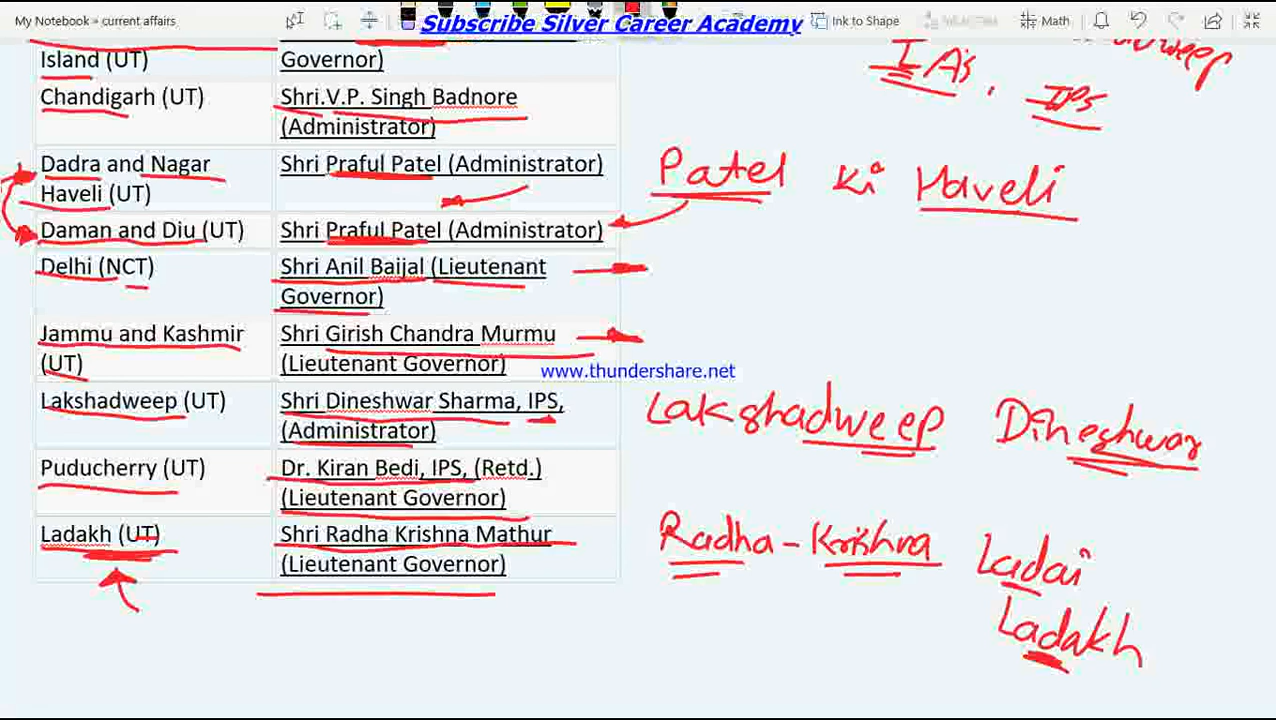 My Notebook » current affairs
Subscribe Silver Career Academy
Ink to Shape
Math
Island (UT)
Governor)
IAS, IPS
Chandigarh (UT)
Shri.V.P. Singh Badnore
(Administrator)
Dadra and Nagar
Haveli (UT)
Shri Praful Patel (Administrator)
Patel Ki Haveli
Daman and Diu (UT)
Shri Praful Patel (Administrator)
Delhi (NCT)
Shri Anil Baijal (Lieutenant
Governor)
Jammu and Kashmir
(UT)
Shri Girish Chandra Murmu
(Lieutenant Governor)
www.thundershare.net
Lakshadweep (UT)
Shri Dineshwar Sharma, IPS,
(Administrator)
Lakshadweep Dineshwar
Puducherry (UT)
Dr. Kiran Bedi, IPS, (Retd.)
(Lieutenant Governor)
Ladakh (UT)
Shri Radha Krishna Mathur
(Lieutenant Governor)
Radha - Krishna Ladai
Ladakh